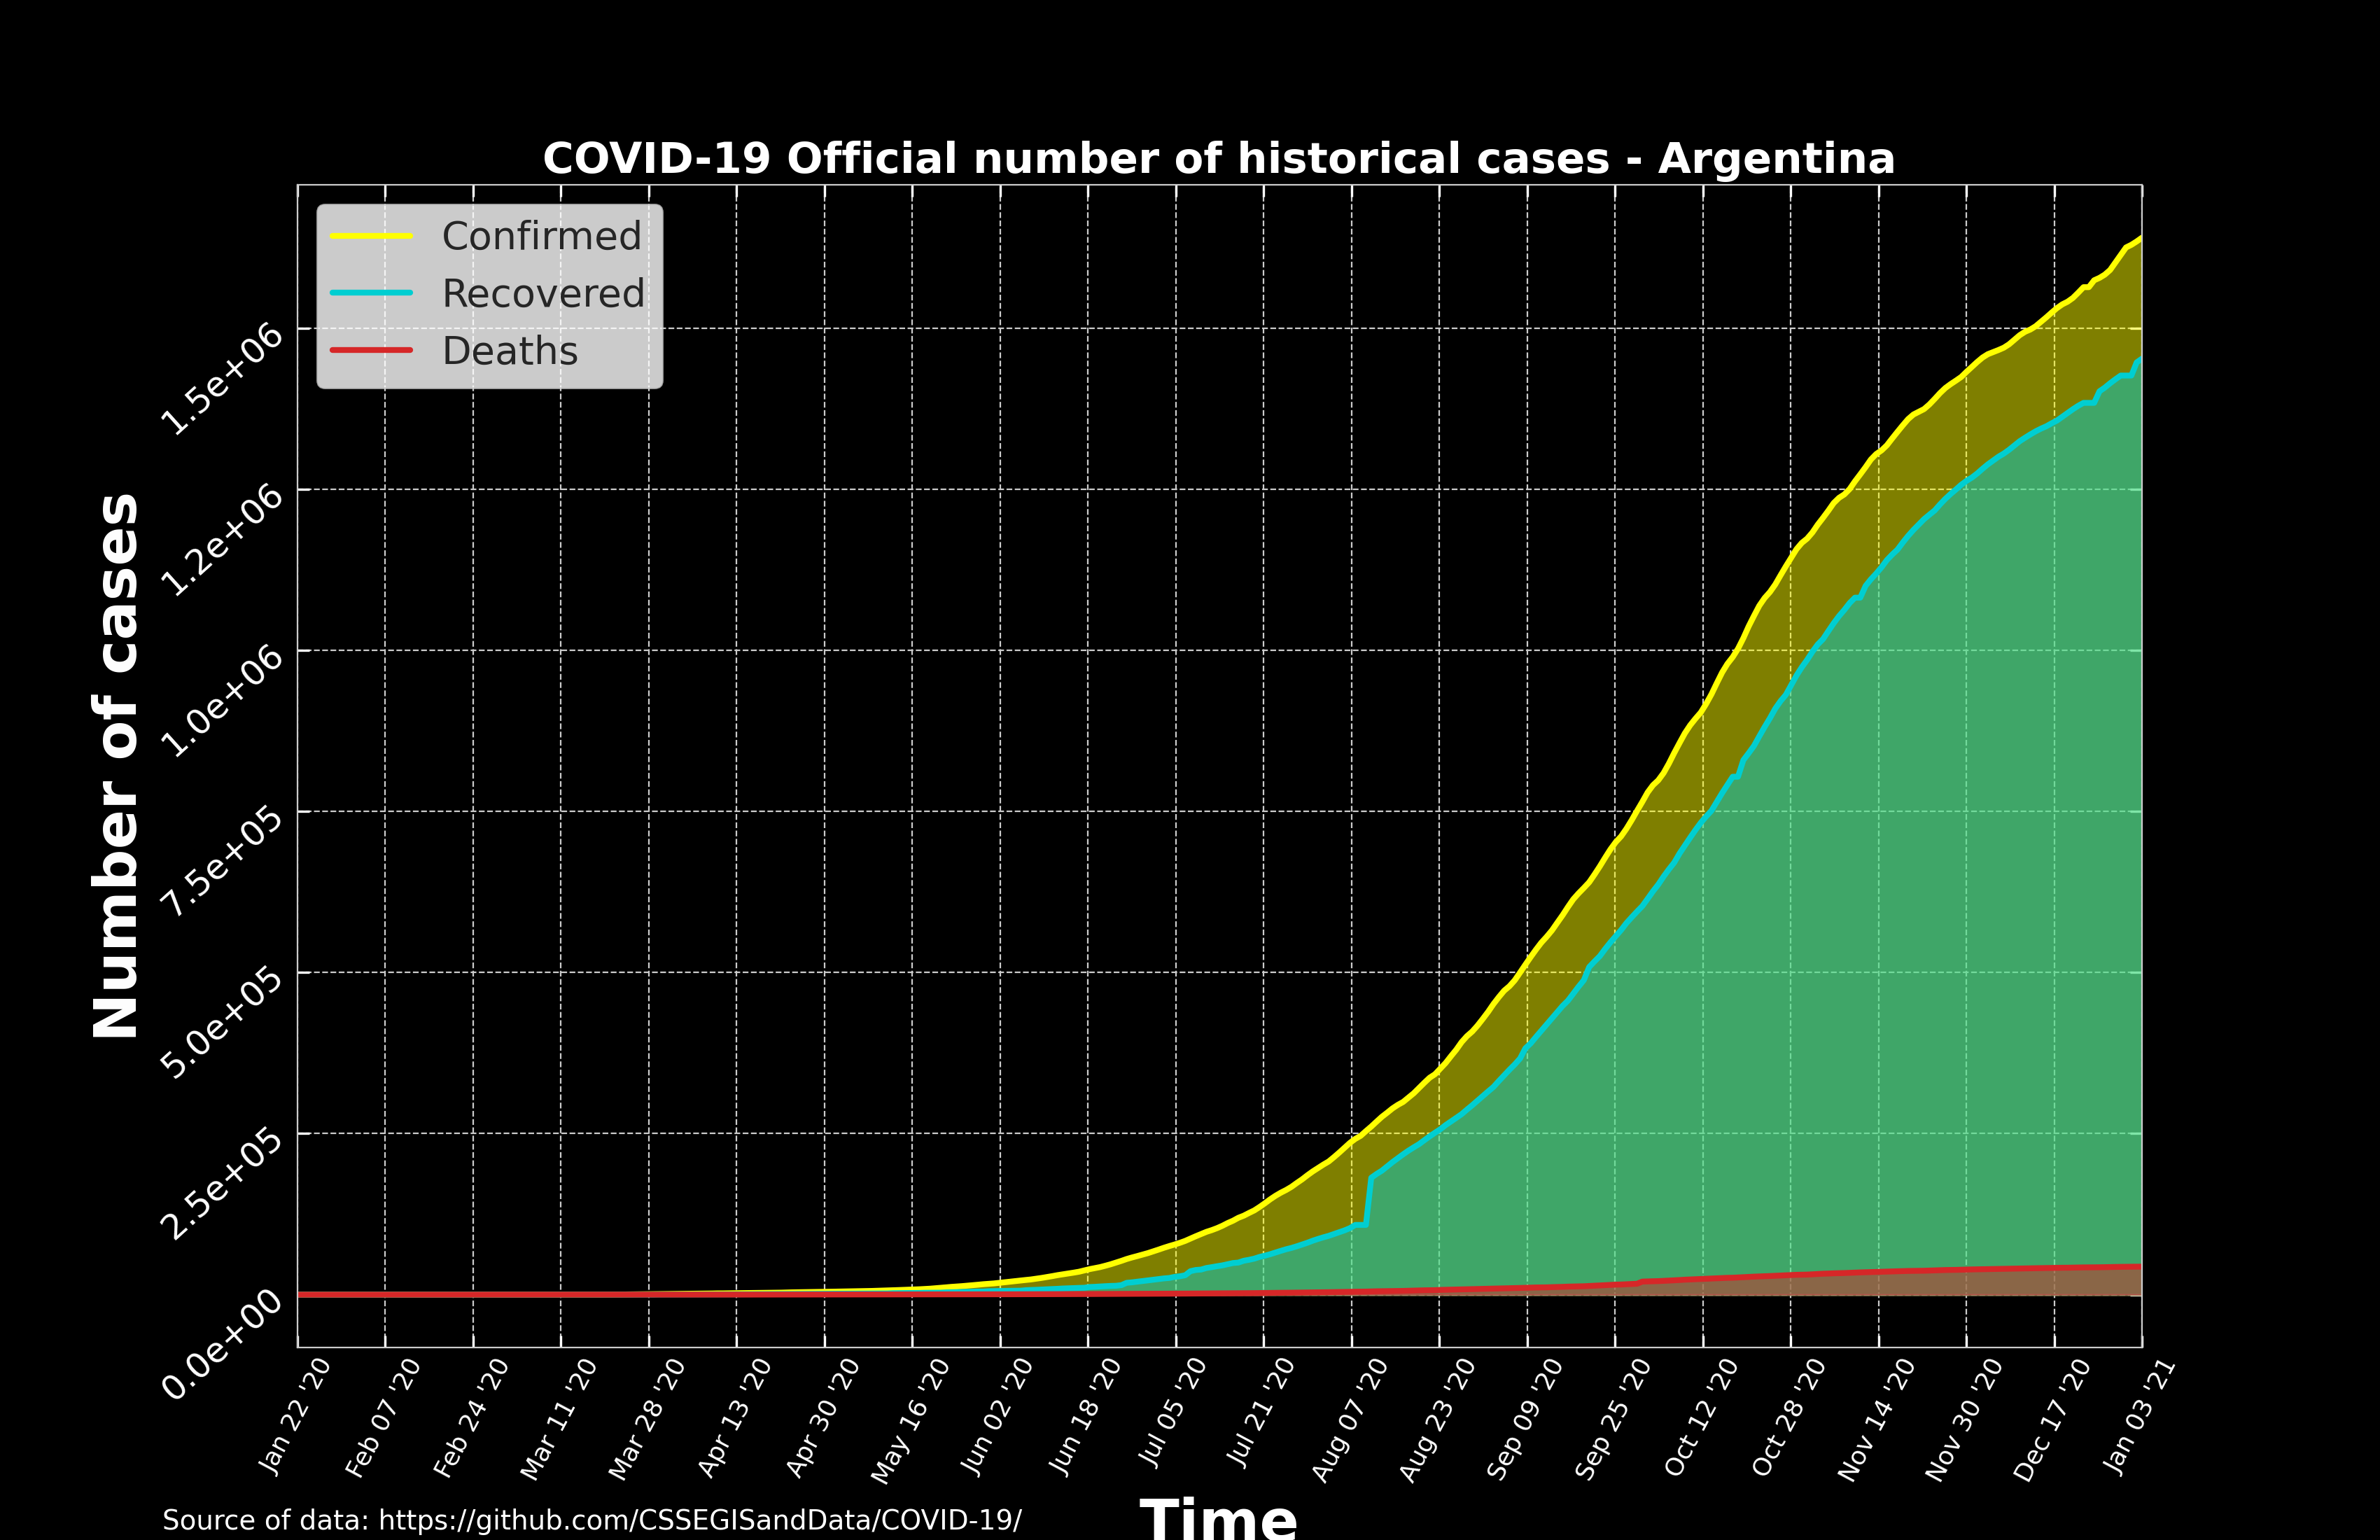 COVID-19 Official number of historical cases - Argentina
Confirmed
Recovered
Deaths
Number of cases
1.5e+06
1.2e+06
1.0e+06
7.5e+05
5.0e+05
2.5e+05
0.0e+00
Jan 22 '20
Feb 07 '20
Feb 24 '20
Mar 11 '20
Mar 28 '20
Apr 13 '20
Apr 30 '20
May 16 '20
Jun 02 '20
Jun 18 '20
Jul 05 '20
Jul 21 '20
Aug 07 '20
Aug 23 '20
Sep 09 '20
Sep 25 '20
Oct 12 '20
Oct 28 '20
Nov 14 '20
Nov 30 '20
Dec 17 '20
Jan 03 '21
Time
Source of data: https://github.com/CSSEGISandData/COVID-19/